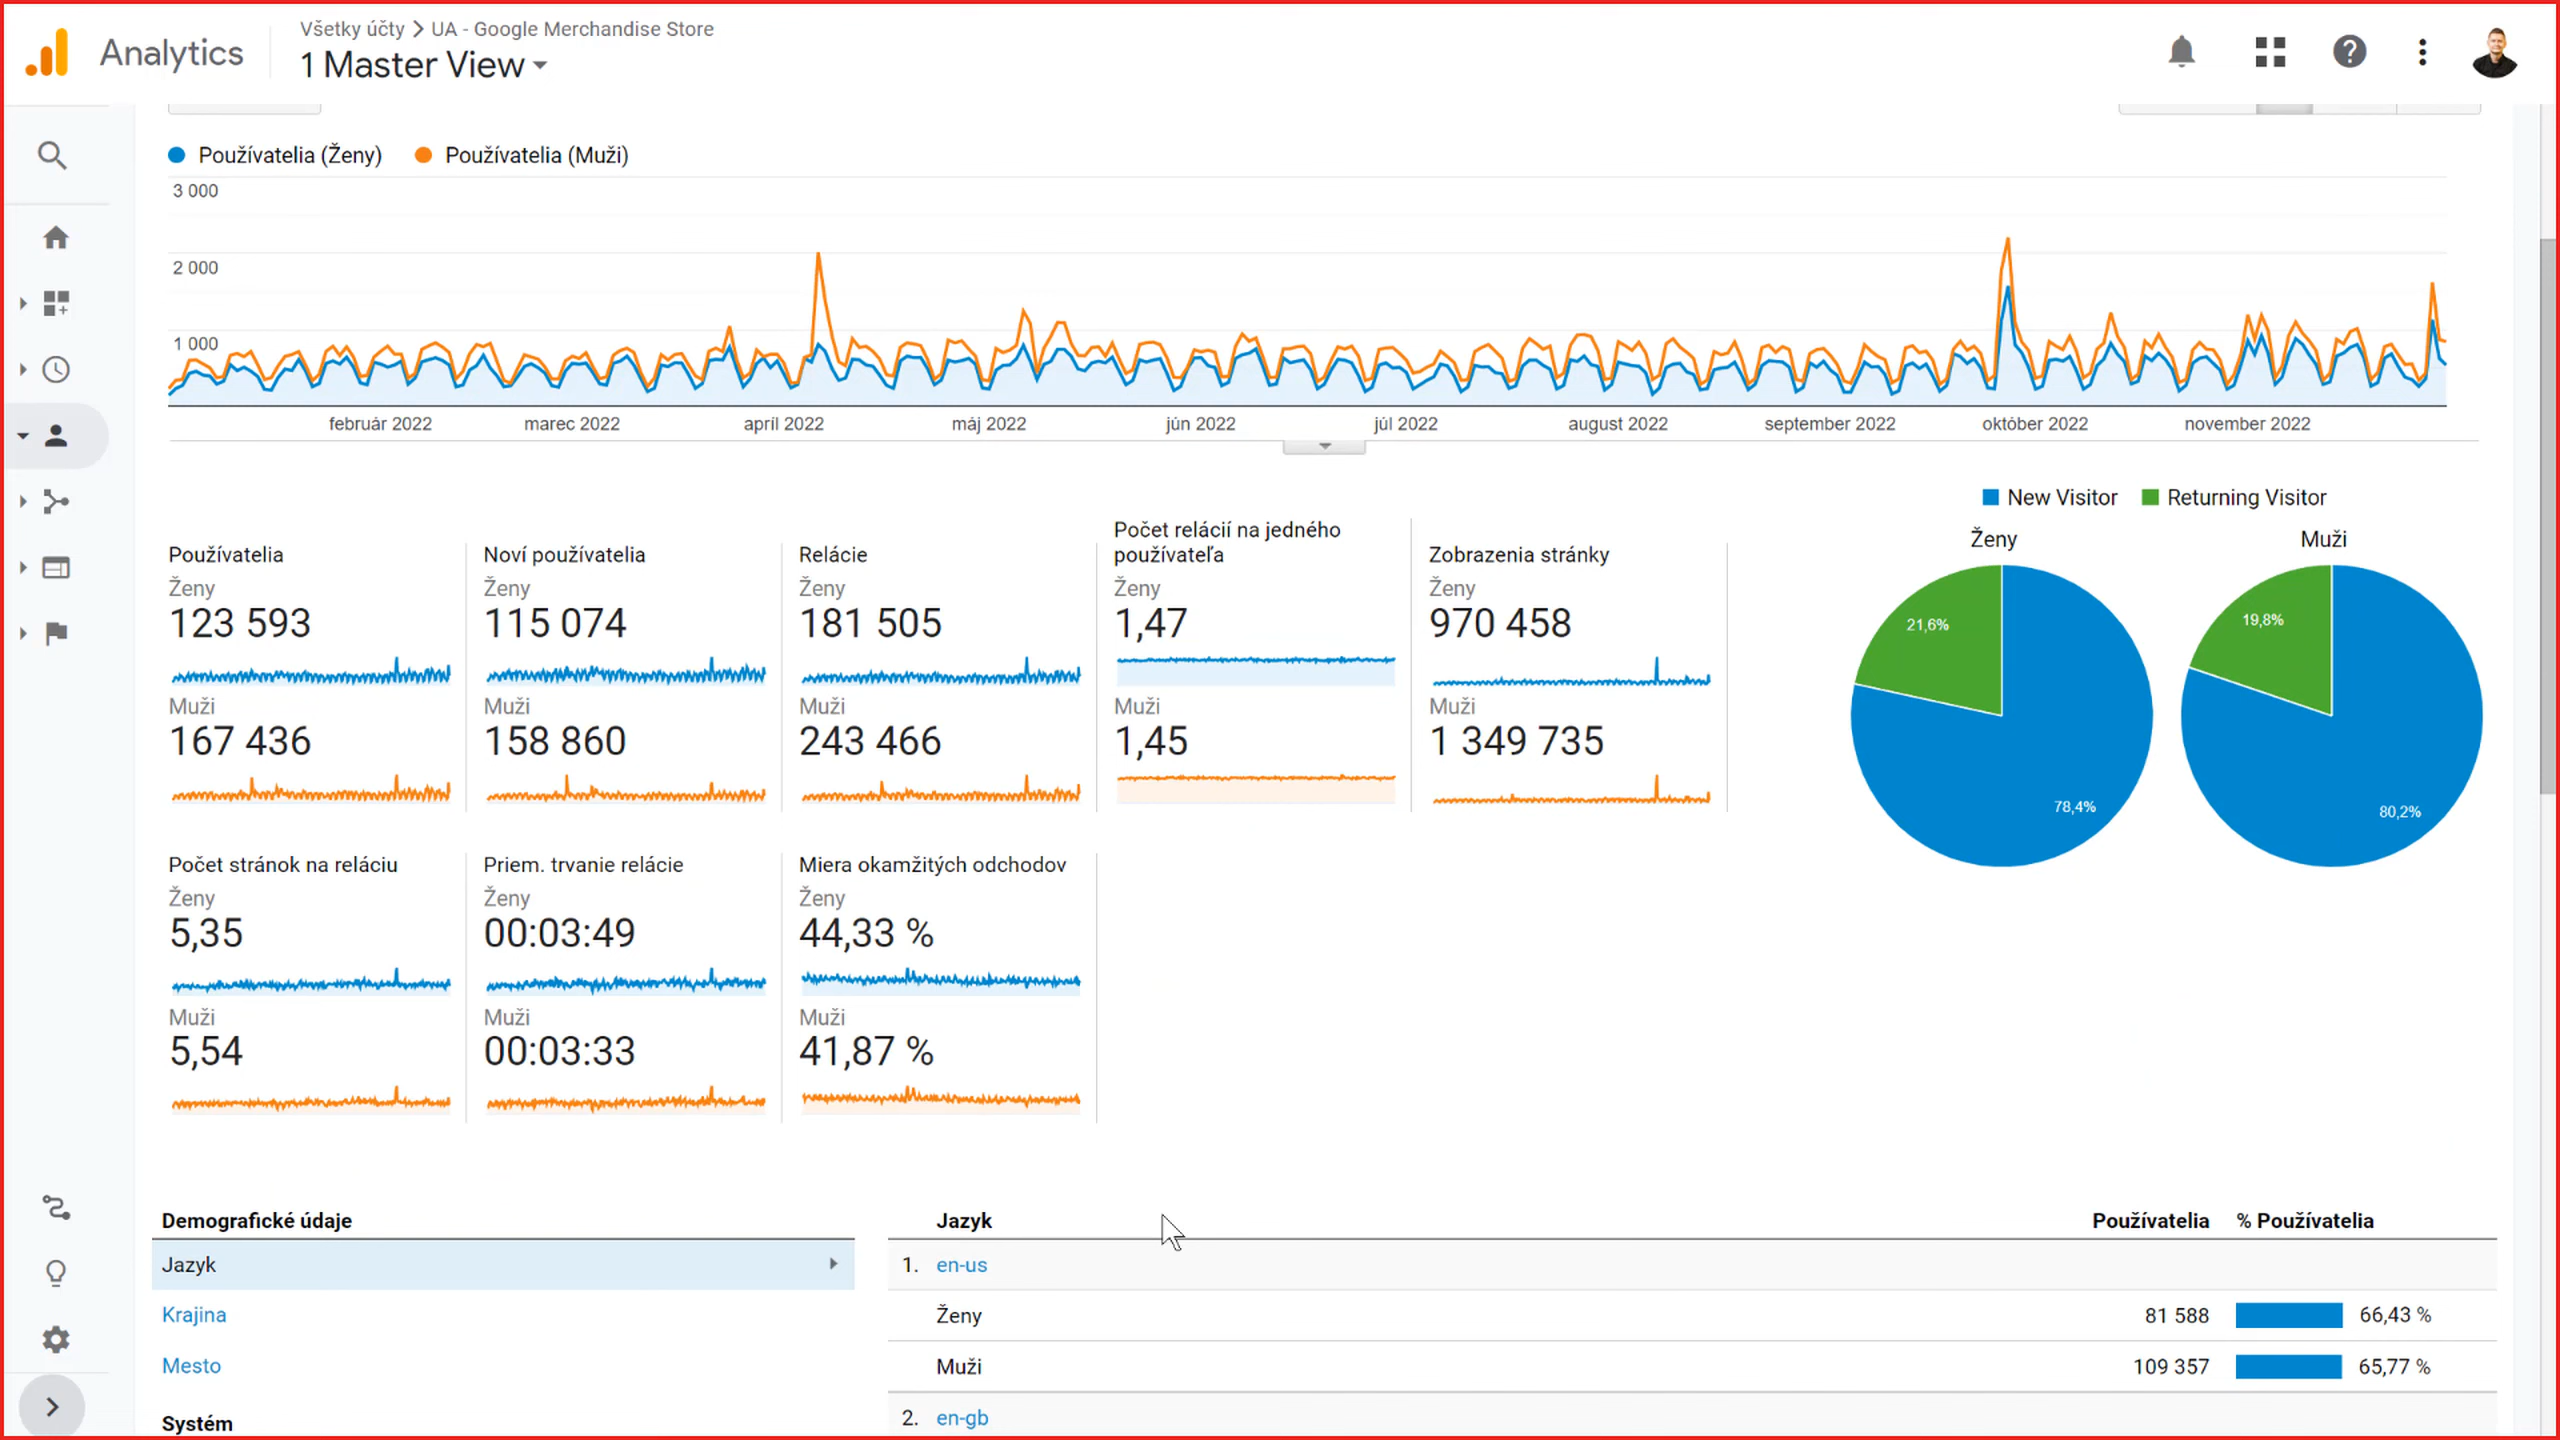 Analytics
Všetky účty > UA - Google Merchandise Store
1 Master View
Používatelia (Ženy) Používatelia (Muži)
3 000
2 000
1 000
február 2022 marec 2022 apríl 2022 máj 2022 jún 2022 júl 2022 august 2022 september 2022 október 2022 november 2022
New Visitor Returning Visitor
Ženy Muži
21,6% 19,8%
78,4% 80,2%
Používatelia
Ženy
123 593
Muži
167 436
Noví používatelia
Ženy
115 074
Muži
158 860
Relácie
Ženy
181 505
Muži
243 466
Počet relácií na jedného
používateľa
Ženy
1,47
Muži
1,45
Zobrazenia stránky
Ženy
970 458
Muži
1 349 735
Počet stránok na reláciu
Ženy
5,35
Muži
5,54
Priem. trvanie relácie
Ženy
00:03:49
Muži
00:03:33
Miera okamžitých odchodov
Ženy
44,33 %
Muži
41,87 %
Demografické údaje
Jazyk
Krajina
Mesto
Systém
Jazyk Používatelia % Používatelia
1. en-us
Ženy 81 588 66,43 %
Muži 109 357 65,77 %
2. en-gb